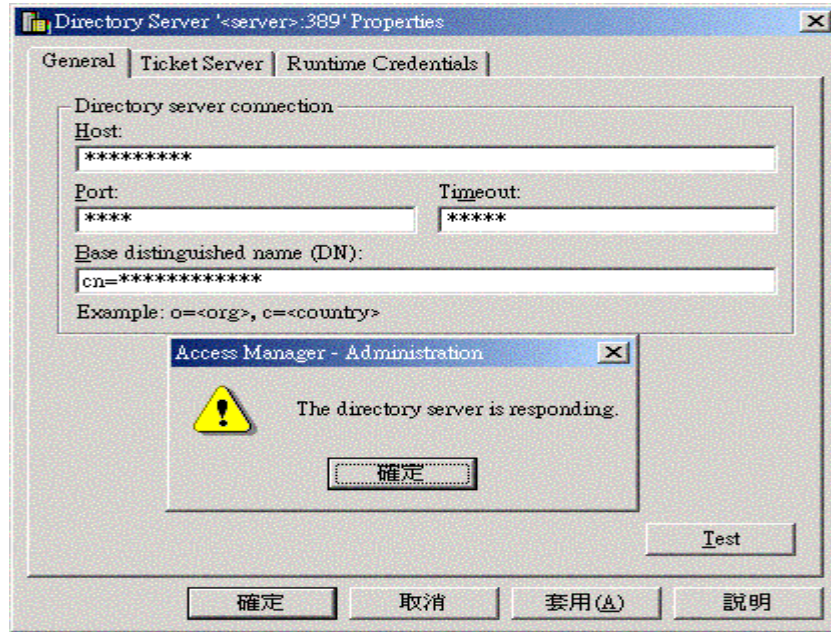 Directory Server '<server>:389' Properties
General Ticket Server Runtime Credentials
Directory server connection
Host:
*********
Port: Timeout:
**** *****
Base distinguished name (DN):
cn=************
Example: o=<org>, c=<country>
Access Manager - Administration
The directory server is responding.
確定
Test
確定 取消 套用(A) 說明